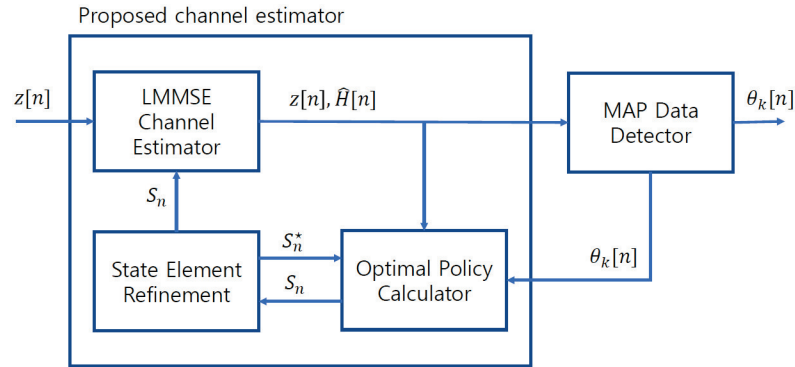 Proposed channel estimator
z[n]
LMMSE
Channel
Estimator
z[n], Ĥ[n]
MAP Data
Detector
θₖ[n]
Sₙ
State Element
Refinement
Sₙ⋆
Sₙ
Optimal Policy
Calculator
θₖ[n]